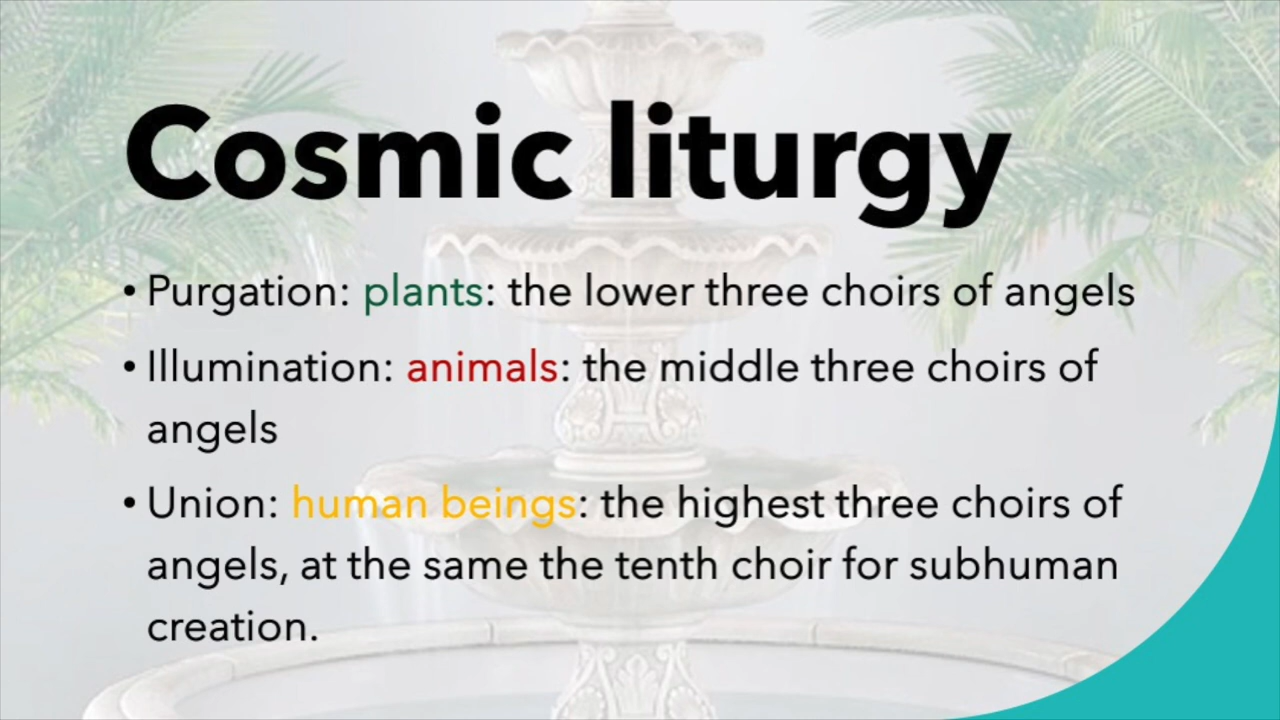 Cosmic liturgy
• Purgation: plants: the lower three choirs of angels
• Illumination: animals: the middle three choirs of
angels
• Union: human beings: the highest three choirs of
angels, at the same the tenth choir for subhuman
creation.